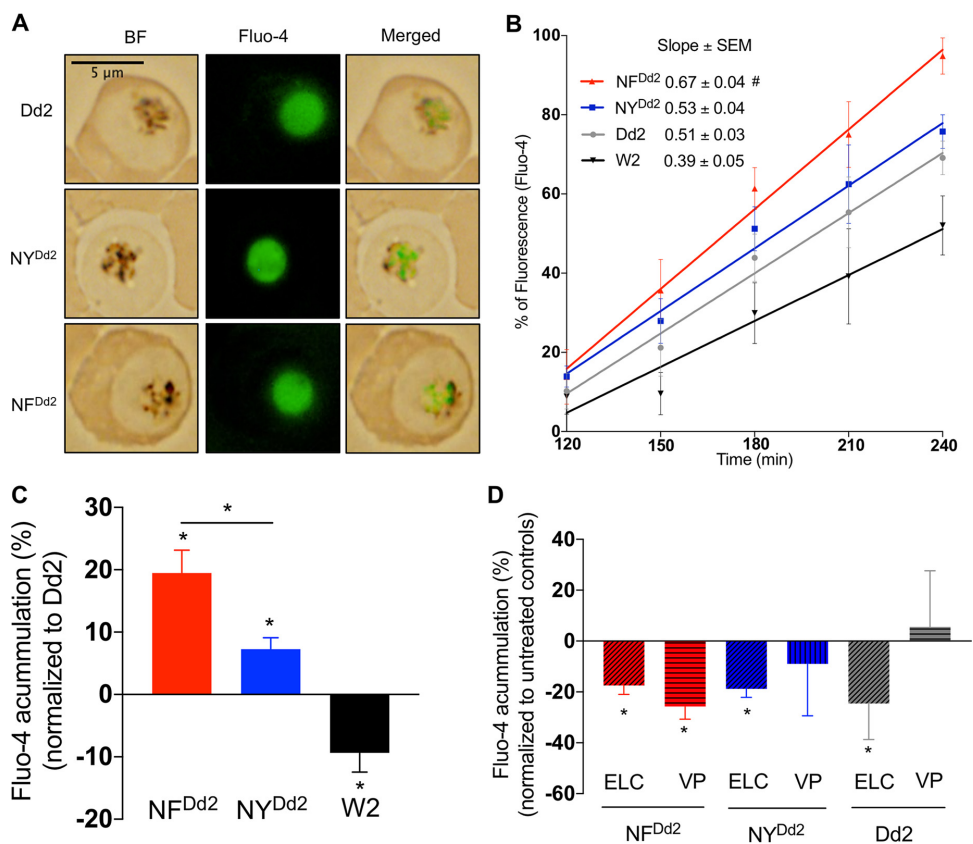 A
BF
Fluo-4
Merged
5 µm
Dd2
NY^Dd2
NF^Dd2
B
Slope ± SEM
NF^Dd2 0.67 ± 0.04 #
NY^Dd2 0.53 ± 0.04
Dd2 0.51 ± 0.03
W2 0.39 ± 0.05
% of Fluorescence (Fluo-4)
100
80
60
40
20
0
120 150 180 210 240
Time (min)
C
Fluo-4 acummulation (%)
(normalized to Dd2)
30
20
10
0
-10
-20
*
*
*
*
NF^Dd2 NY^Dd2 W2
D
Fluo-4 acummulation (%)
(normalized to untreated controls)
40
20
0
-20
-40
-60
* * * *
ELC VP ELC VP ELC VP
NF^Dd2 NY^Dd2 Dd2